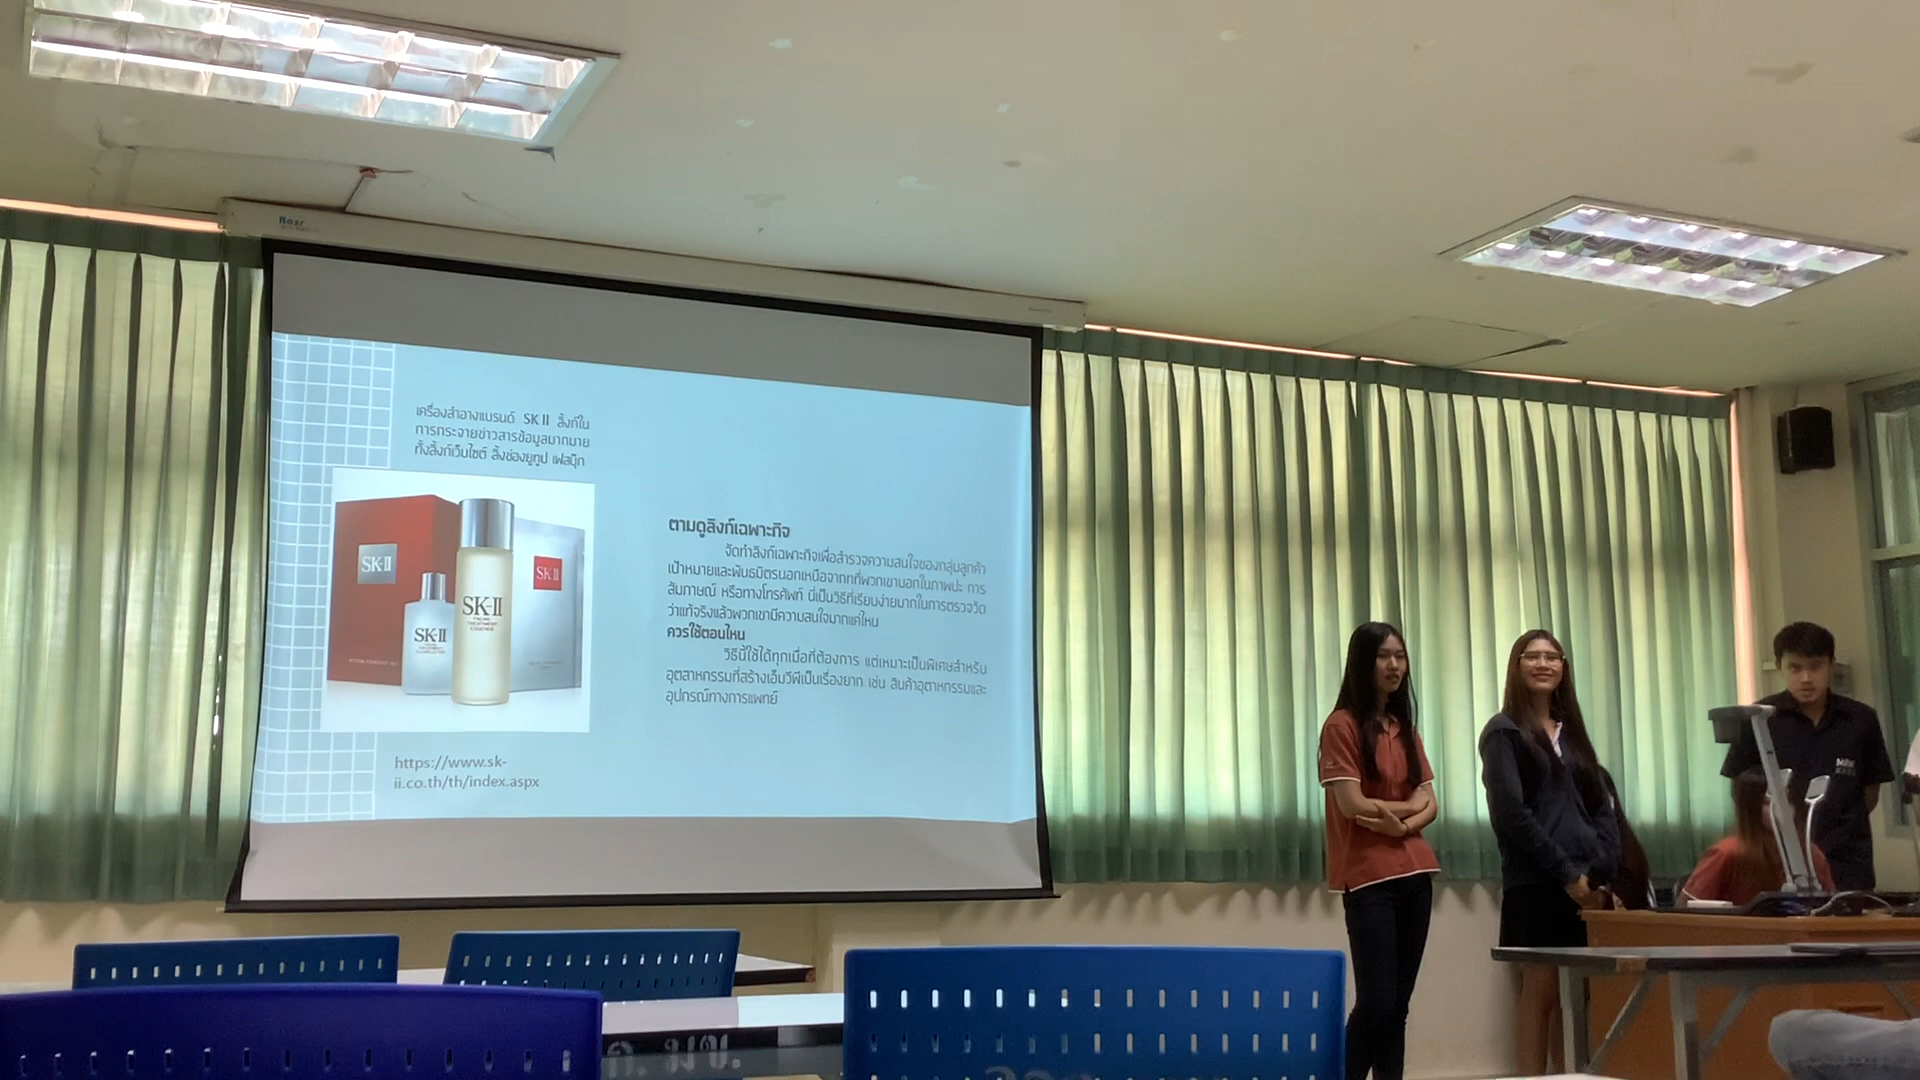 เครื่องสำอางแบรนด์ SK II ลิ้งก์ใน
การกระจายข่าวสารข้อมูลมากมาย
ทั้งลิ้งก์เว็บไซต์ ลิ้งช่องยูทูป เฟสบุ๊ก
SK-II
SK-II
SK-II
FACIAL
TREATMENT
ESSENCE
SK-II
https://www.sk-
ii.co.th/th/index.aspx
ตามดูลิงก์เฉพาะกิจ
จัดทำลิงก์เฉพาะกิจเพื่อสำรวจความสนใจของกลุ่มลูกค้า
เป้าหมายและพันธมิตรนอกเหนือจากกที่พวกเขาบอกในภาพปะ การ
สัมภาษณ์ หรือทางโทรศัพท์ นี่เป็นวิธีที่เรียบง่ายมากในการตรวจวัด
ว่าแท้จริงแล้วพวกเขามีความสนใจมากแค่ไหน
ควรใช้ตอนไหน
วิธีนี้ใช้ได้ทุกเมื่อที่ต้องการ แต่เหมาะเป็นพิเศษสำหรับ
อุตสาหกรรมที่สร้างเอ็มวีพีเป็นเรื่องยาก เช่น สินค้าอุตาหกรรมและ
อุปกรณ์ทางการแพทย์